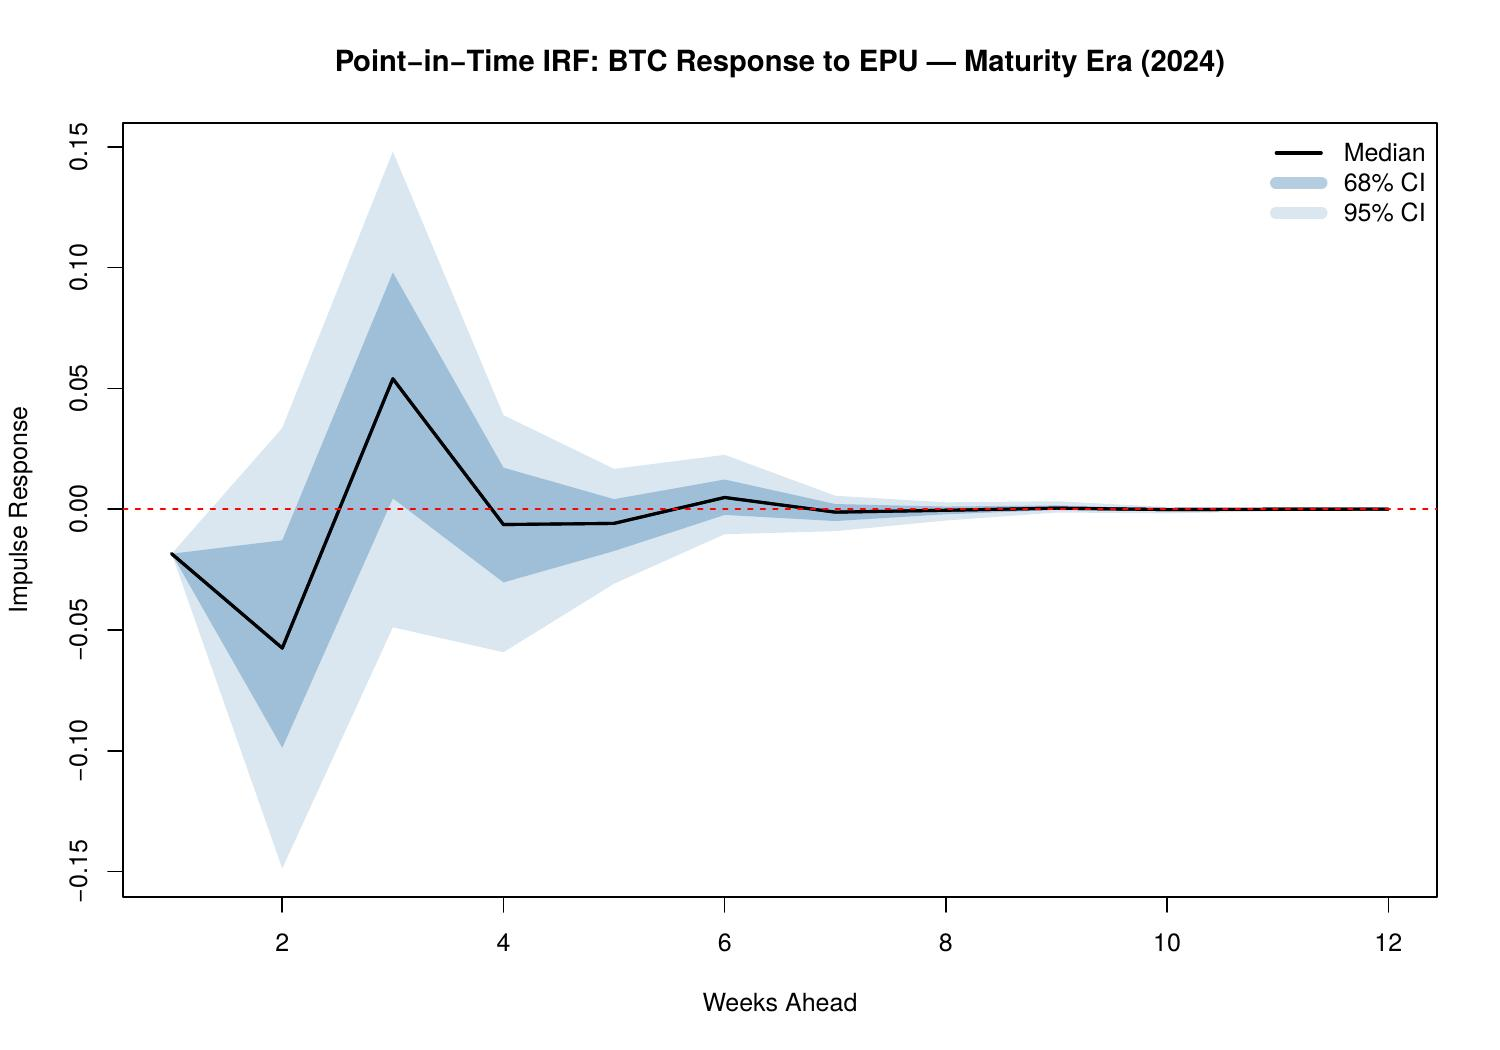 Point−in−Time IRF: BTC Response to EPU — Maturity Era (2024)
Median
68% CI
95% CI
Impulse Response
0.15
0.10
0.05
0.00
−0.05
−0.10
−0.15
2 4 6 8 10 12
Weeks Ahead